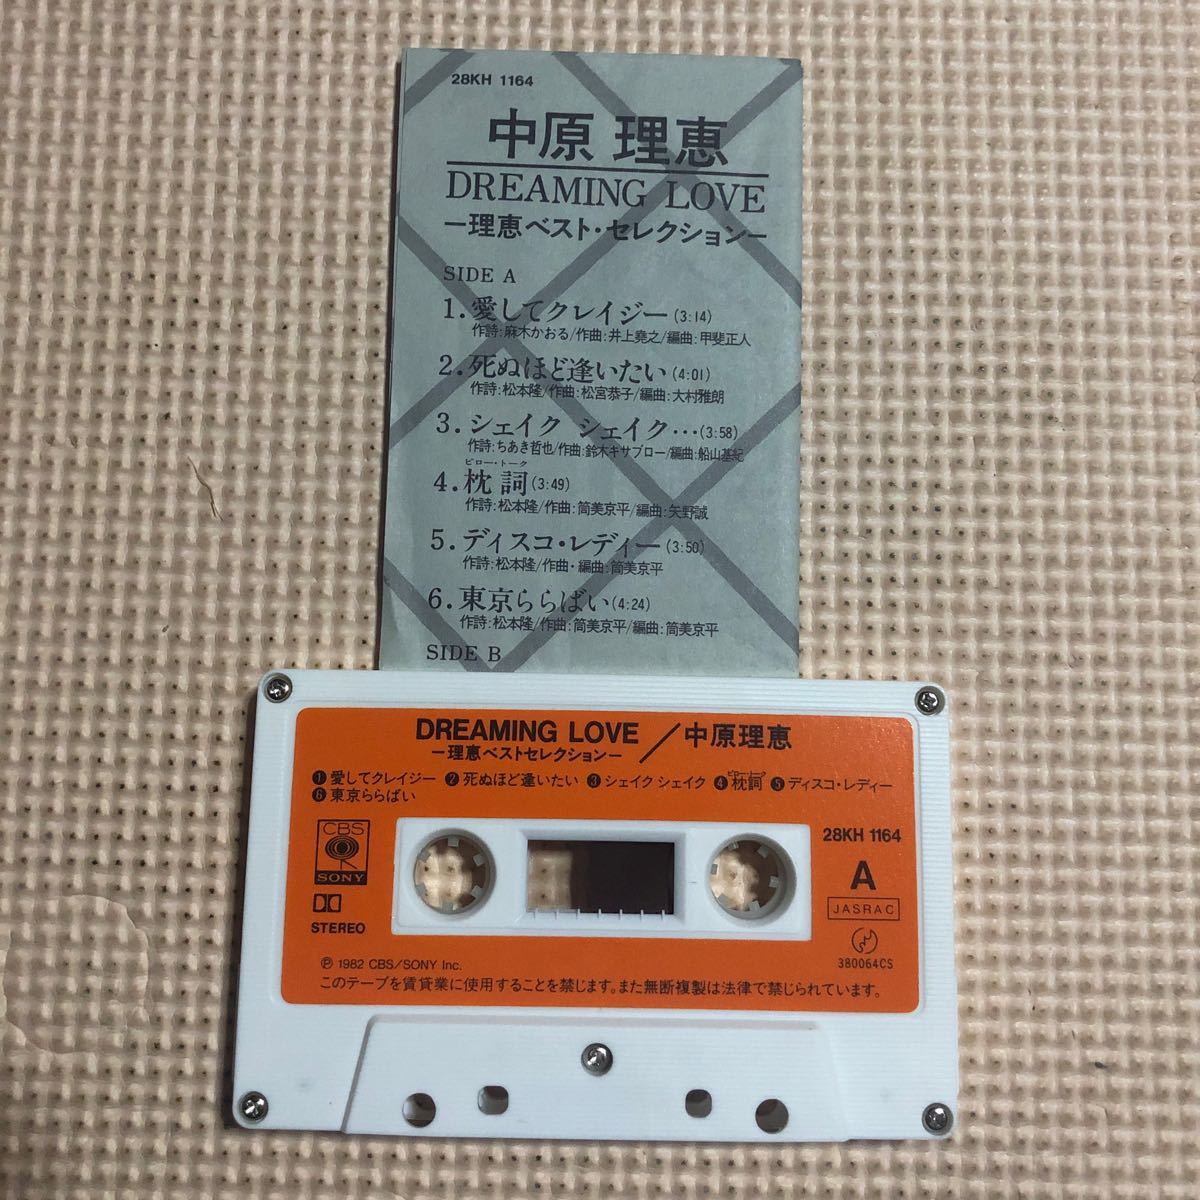 28KH 1164
中原 理恵
DREAMING LOVE
ー理恵ベスト・セレクションー
SIDE A
1.愛してクレイジー(3:14)
作詩:麻木かおる/作曲:井上堯之/編曲:甲斐正人
2.死ぬほど逢いたい(4:01)
作詩:松本隆/作曲:松宮恭子/編曲:大村雅朗
3.シェイク シェイク…(3:58)
作詩:ちあき哲也/作曲:鈴木キサブロー/編曲:船山基紀
ピロー・トーク
4.枕詞(3:49)
作詩:松本隆/作曲:筒美京平/編曲:矢野誠
5.ディスコ・レディー(3:50)
作詩:松本隆/作曲・編曲:筒美京平
6.東京ららばい(4:24)
作詩:松本隆/作曲:筒美京平/編曲:筒美京平
SIDE B
DREAMING LOVE/中原理恵
ー理恵ベストセレクションー
ピロートーク
❶愛してクレイジー ❷死ぬほど逢いたい ❸シェイク シェイク ❹枕詞 ❺ディスコ・レディー
❻東京ららばい
CBS
SONY
STEREO
28KH 1164
A
JASRAC
380064CS
Ⓟ 1982 CBS/SONY Inc.
このテープを賃貸業に使用することを禁じます。また無断複製は法律で禁じられています。